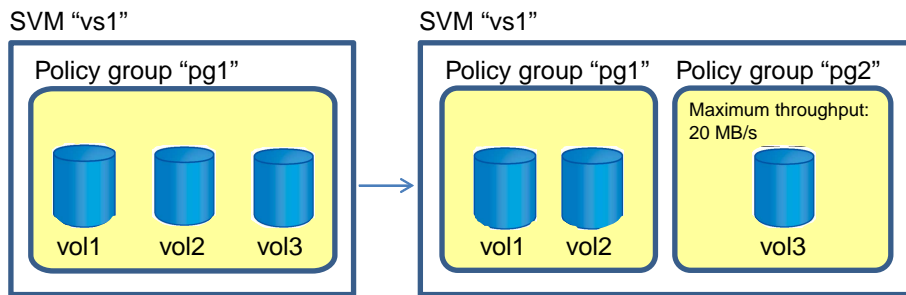 SVM “vs1”
Policy group “pg1”
vol1 vol2 vol3
SVM “vs1”
Policy group “pg1”
vol1 vol2
Policy group “pg2”
Maximum throughput:
20 MB/s
vol3